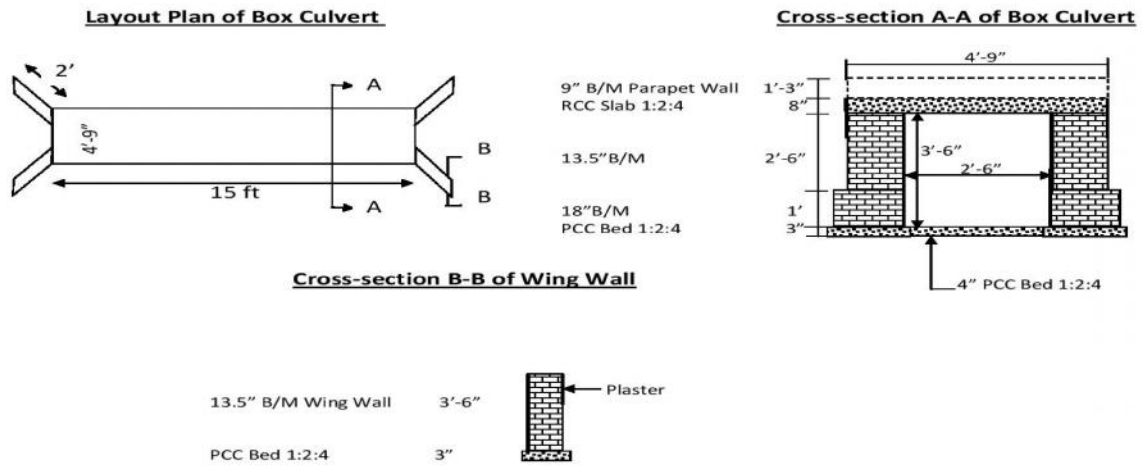 Layout Plan of Box Culvert
Cross-section A-A of Box Culvert
2'
A
4'-9"
B
B
15 ft
A
4'-9"
9" B/M Parapet Wall 1'-3"
RCC Slab 1:2:4 8"
3'-6"
13.5"B/M 2'-6"
2'-6"
18"B/M 1'
PCC Bed 1:2:4 3"
4" PCC Bed 1:2:4
Cross-section B-B of Wing Wall
Plaster
13.5" B/M Wing Wall 3'-6"
PCC Bed 1:2:4 3"